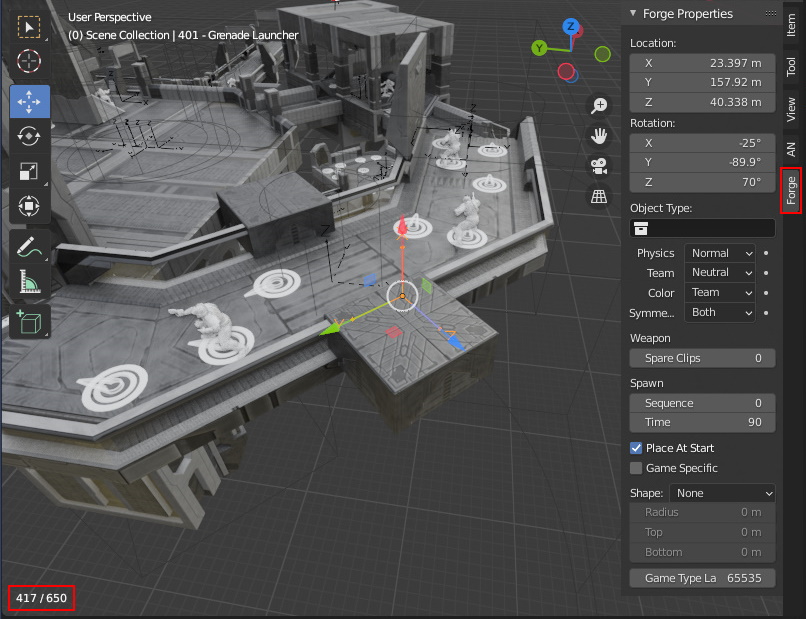 User Perspective
(0) Scene Collection | 401 - Grenade Launcher
Z
Y
Forge Properties
Location:
X 23.397 m
Y 157.92 m
Z 40.338 m
Rotation:
X -25°
Y -89.9°
Z 70°
Object Type:
Physics Normal
Team Neutral
Color Team
Symme... Both
Weapon
Spare Clips 0
Spawn
Sequence 0
Time 90
Place At Start
Game Specific
Shape: None
Radius 0 m
Top 0 m
Bottom 0 m
Game Type La 65535
Item
Tool
View
AN
Forge
417 / 650